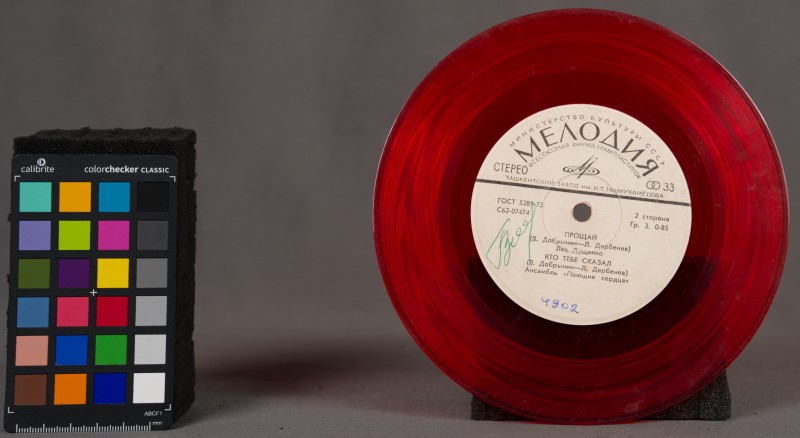 calibrite
colorchecker CLASSIC
ABCF1
mm
МИНИСТЕРСТВО КУЛЬТУРЫ СССР
МЕЛОДИЯ
ВСЕСОЮЗНАЯ ФИРМА ГРАМПЛАСТИНОК
СТЕРЕО
33
ТАШКЕНТСКИЙ ЗАВОД ИМ. М.Т. ТАШМУХАМЕДОВА
ГОСТ 5289-73
С62-07474
2 сторона
Гр. 3. 0-85
ПРОЩАЙ
(В. Добрынин—Л. Дербенев)
Лев Лещенко
КТО ТЕБЕ СКАЗАЛ
(В. Добрынин—Л. Дербенев)
Ансамбль «Поющие сердца»
4902